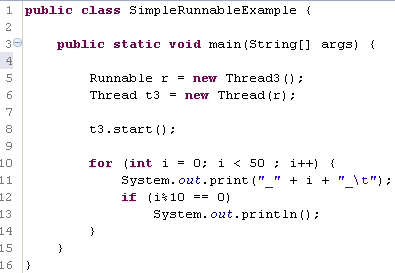 1 public class SimpleRunnableExample {
2
3 public static void main(String[] args) {
4
5 Runnable r = new Thread3();
6 Thread t3 = new Thread(r);
7
8 t3.start();
9
10 for (int i = 0; i < 50 ; i++) {
11 System.out.print("_" + i + "_\t");
12 if (i%10 == 0)
13 System.out.println();
14 }
15 }
16 }